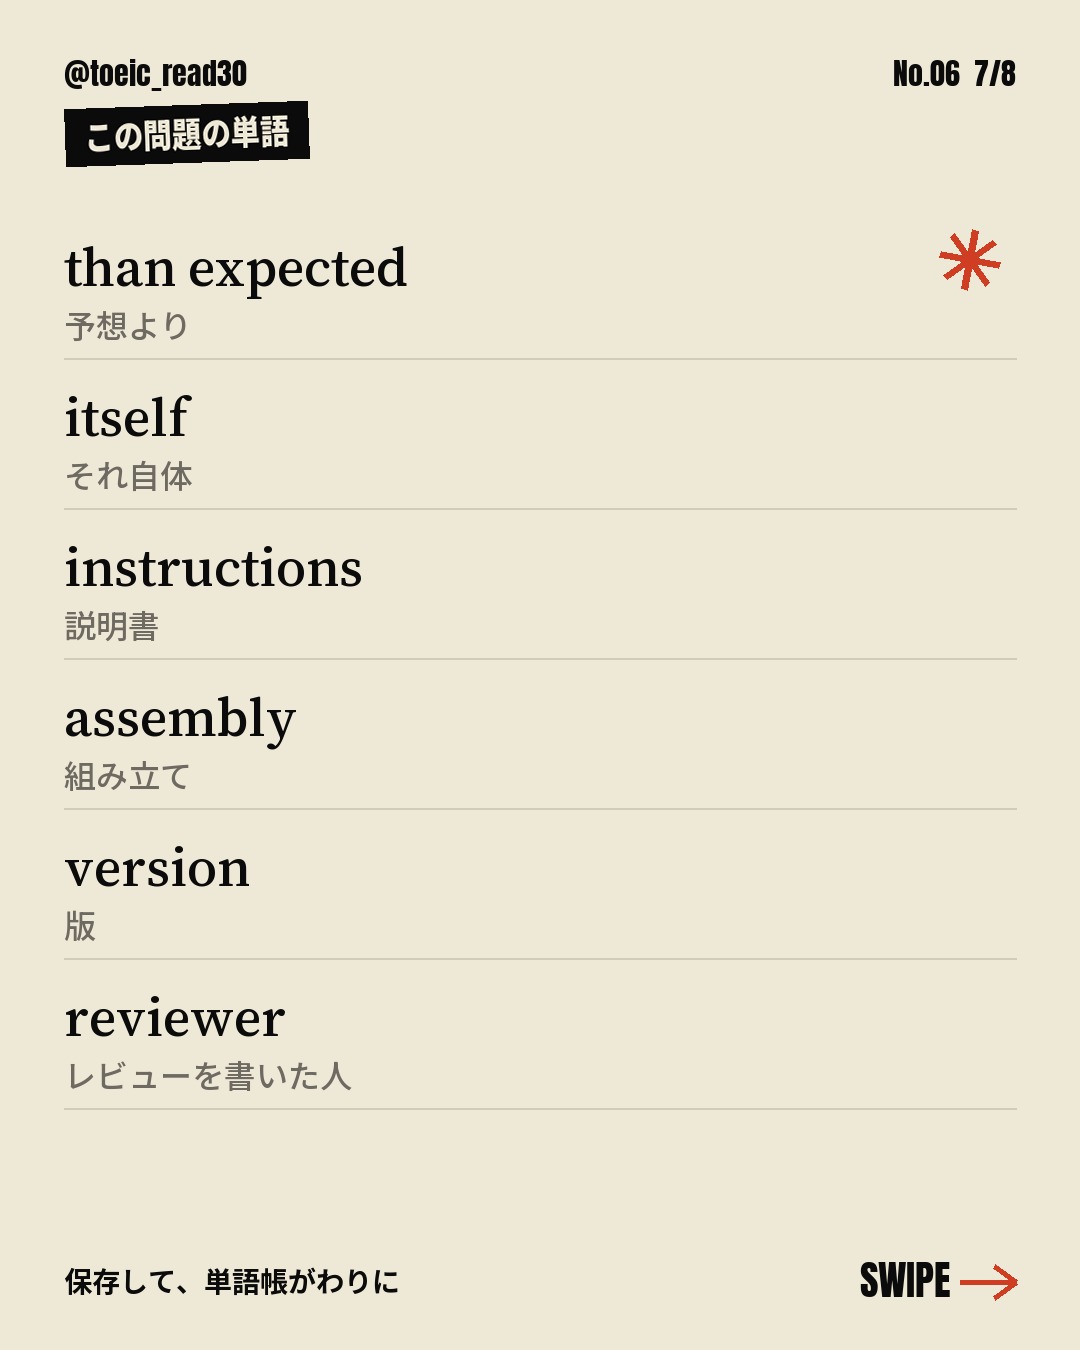 @toeic_read30
No.06 7/8
この問題の単語
than expected
予想より
itself
それ自体
instructions
説明書
assembly
組み立て
version
版
reviewer
レビューを書いた人
保存して、単語帳がわりに
SWIPE